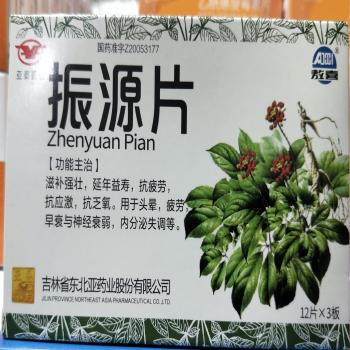 国药准字Z20053177
敖喜
振源片
Zhenyuan Pian
【功能主治】
滋补强壮，延年益寿，抗疲劳，
抗应激，抗乏氧。用于头晕，疲劳，
早衰与神经衰弱，内分泌失调等。
吉林省东北亚药业股份有限公司
JILIN PROVINCE NORTHEAST ASIA PHARMACEUTICAL CO.,LTD.
12片×3板